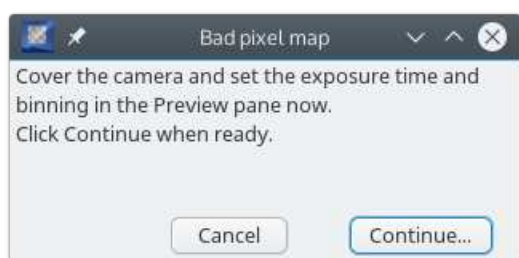 Bad pixel map
Cover the camera and set the exposure time and
binning in the Preview pane now.
Click Continue when ready.
Cancel
Continue...